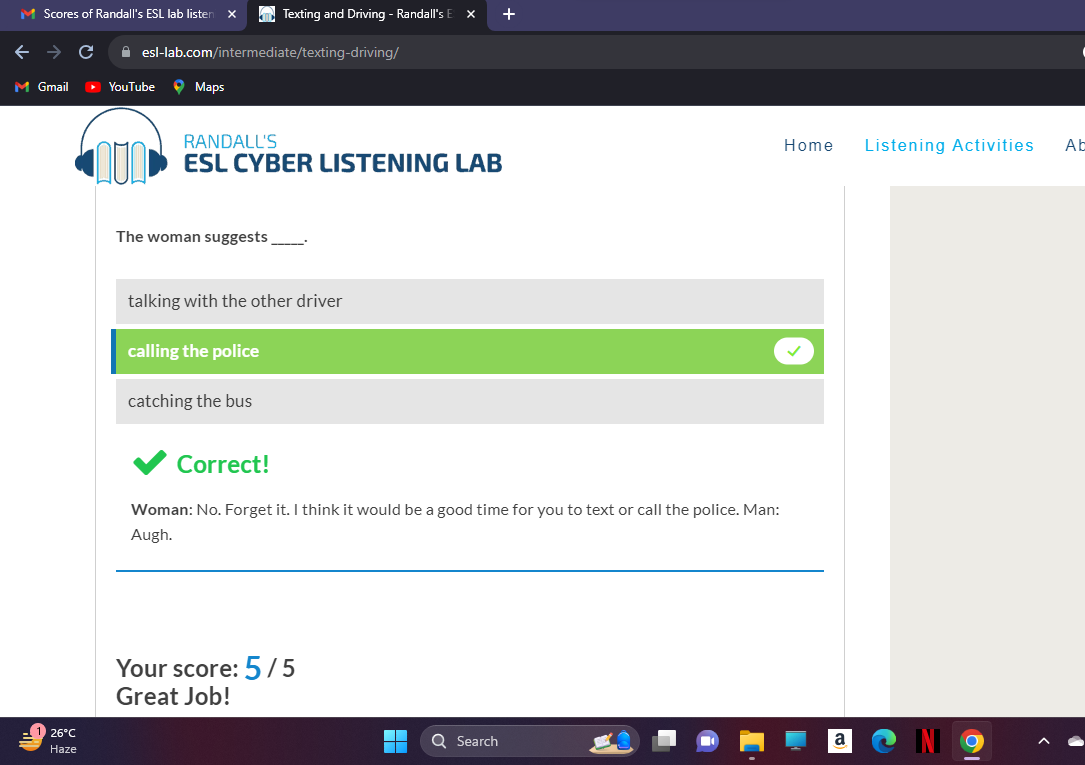 Scores of Randall's ESL lab listen
Texting and Driving - Randall's E
esl-lab.com/intermediate/texting-driving/
Gmail YouTube Maps
RANDALL'S
ESL CYBER LISTENING LAB
Home Listening Activities Ab
The woman suggests _____.
talking with the other driver
calling the police
catching the bus
Correct!
Woman: No. Forget it. I think it would be a good time for you to text or call the police. Man:
Augh.
Your score: 5 / 5
Great Job!
1
26°C
Haze
Search
a
N